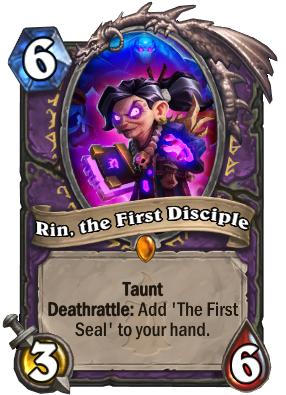 6
Rin, the First Disciple
Taunt
Deathrattle: Add 'The First
Seal' to your hand.
3
6